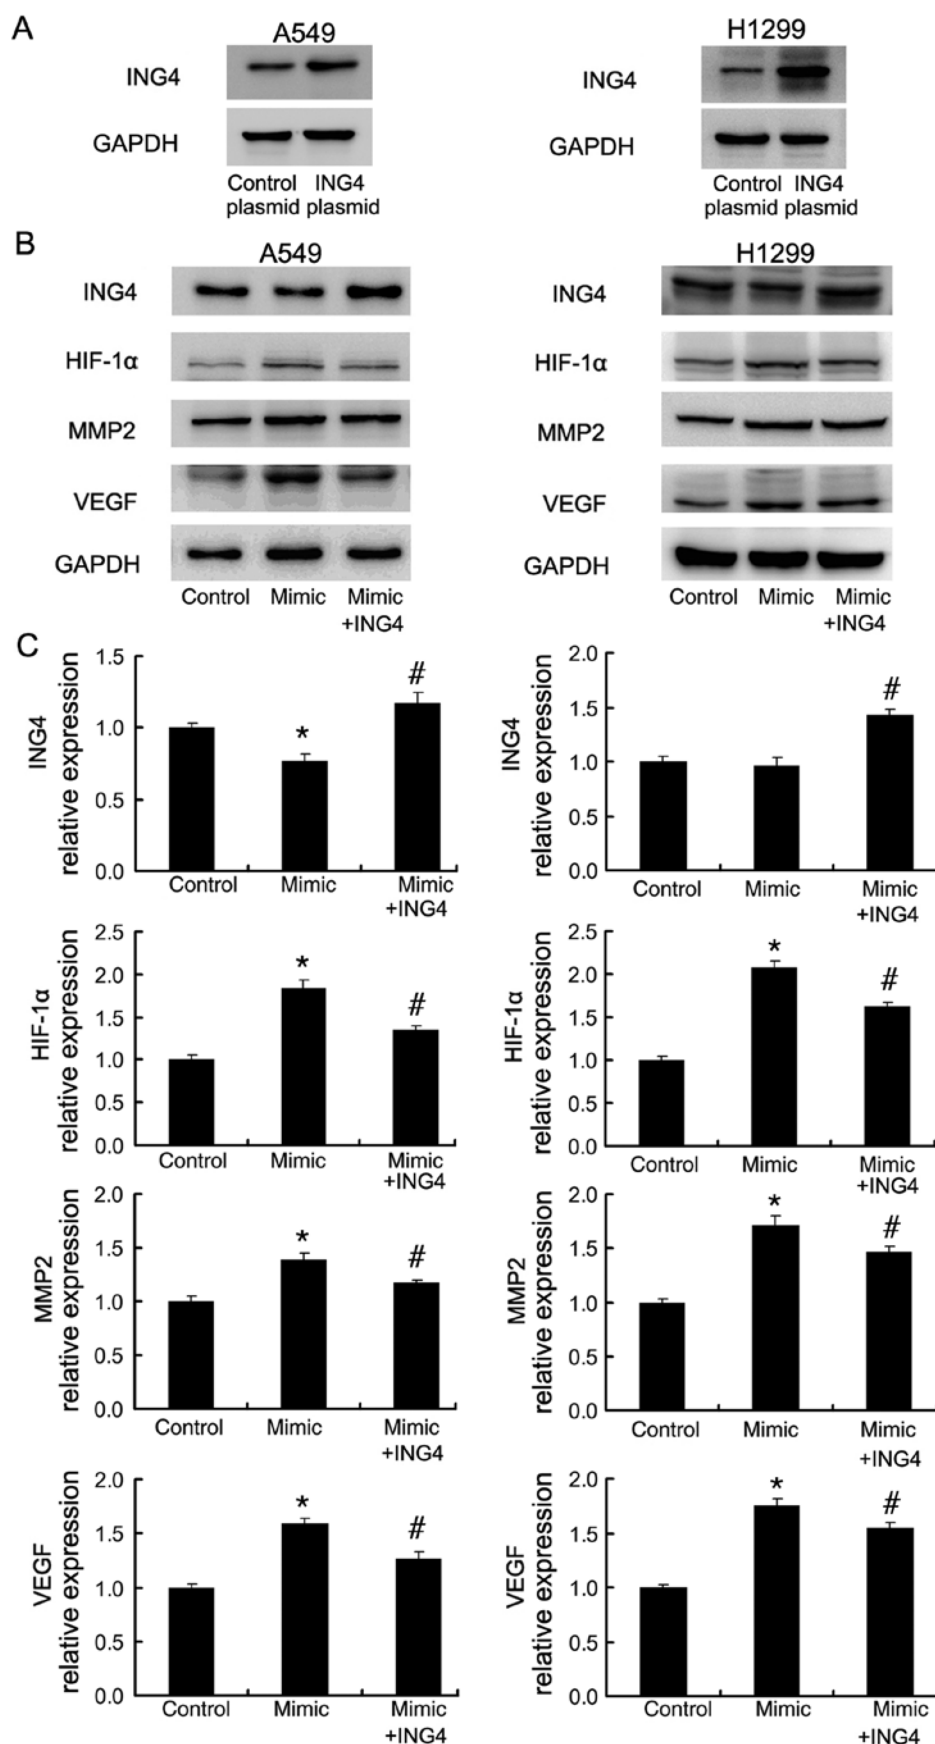 A
A549
H1299
ING4
ING4
GAPDH
GAPDH
Control ING4
plasmid plasmid
Control ING4
plasmid plasmid
B
A549
H1299
ING4
HIF-1α
MMP2
VEGF
GAPDH
Control Mimic Mimic
+ING4
ING4
HIF-1α
MMP2
VEGF
GAPDH
Control Mimic Mimic
+ING4
C
ING4
relative expression
1.5
1.0
0.5
0.0
*
#
Control Mimic Mimic
+ING4
ING4
relative expression
2.0
1.5
1.0
0.5
0.0
#
Control Mimic Mimic
+ING4
HIF-1α
relative expression
2.5
2.0
1.5
1.0
0.5
0.0
*
#
Control Mimic Mimic
+ING4
HIF-1α
relative expression
2.5
2.0
1.5
1.0
0.5
0.0
*
#
Control Mimic Mimic
+ING4
MMP2
relative expression
2.0
1.5
1.0
0.5
0.0
*
#
Control Mimic Mimic
+ING4
MMP2
relative expression
2.0
1.5
1.0
0.5
0.0
*
#
Control Mimic Mimic
+ING4
VEGF
relative expression
2.0
1.5
1.0
0.5
0.0
*
#
Control Mimic Mimic
+ING4
VEGF
relative expression
2.0
1.5
1.0
0.5
0.0
*
#
Control Mimic Mimic
+ING4